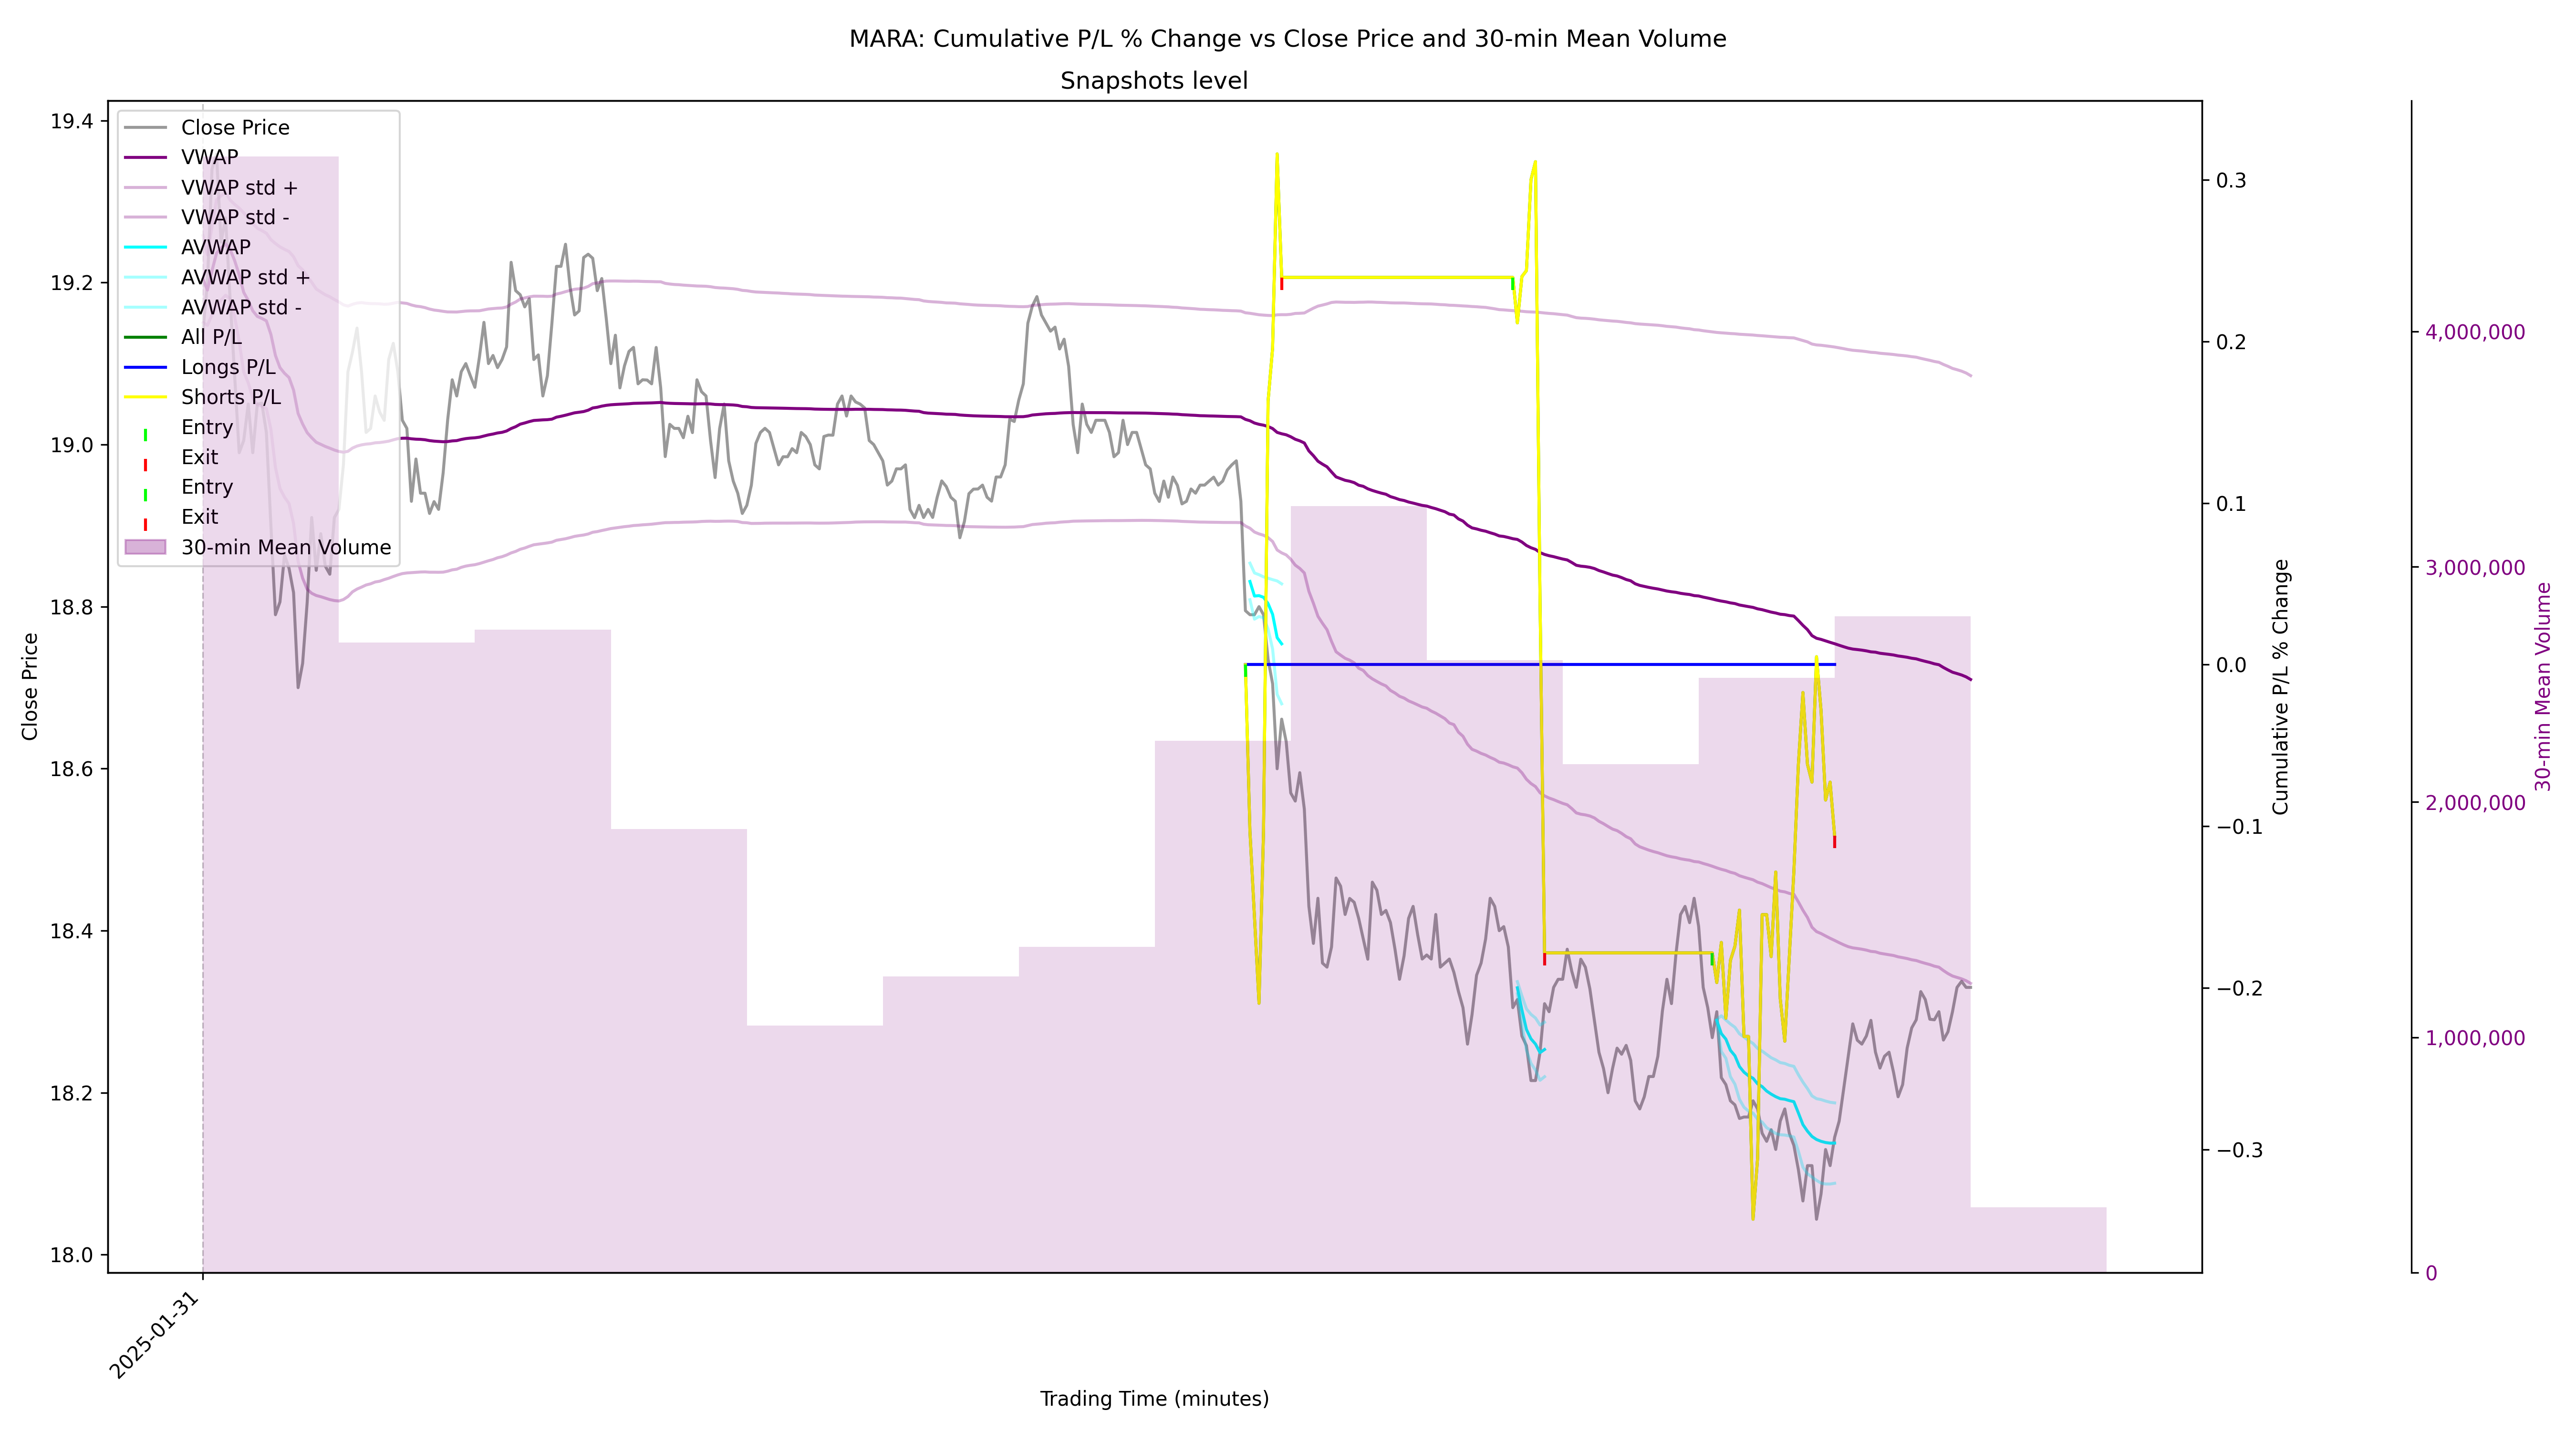 MARA: Cumulative P/L % Change vs Close Price and 30-min Mean Volume
Snapshots level
Close Price
VWAP
VWAP std +
VWAP std -
AVWAP
AVWAP std +
AVWAP std -
All P/L
Longs P/L
Shorts P/L
Entry
Exit
Entry
Exit
30-min Mean Volume
19.4
19.2
19.0
18.8
18.6
18.4
18.2
18.0
Close Price
0.3
0.2
0.1
0.0
−0.1
−0.2
−0.3
Cumulative P/L % Change
4,000,000
3,000,000
2,000,000
1,000,000
0
30-min Mean Volume
2025-01-31
Trading Time (minutes)